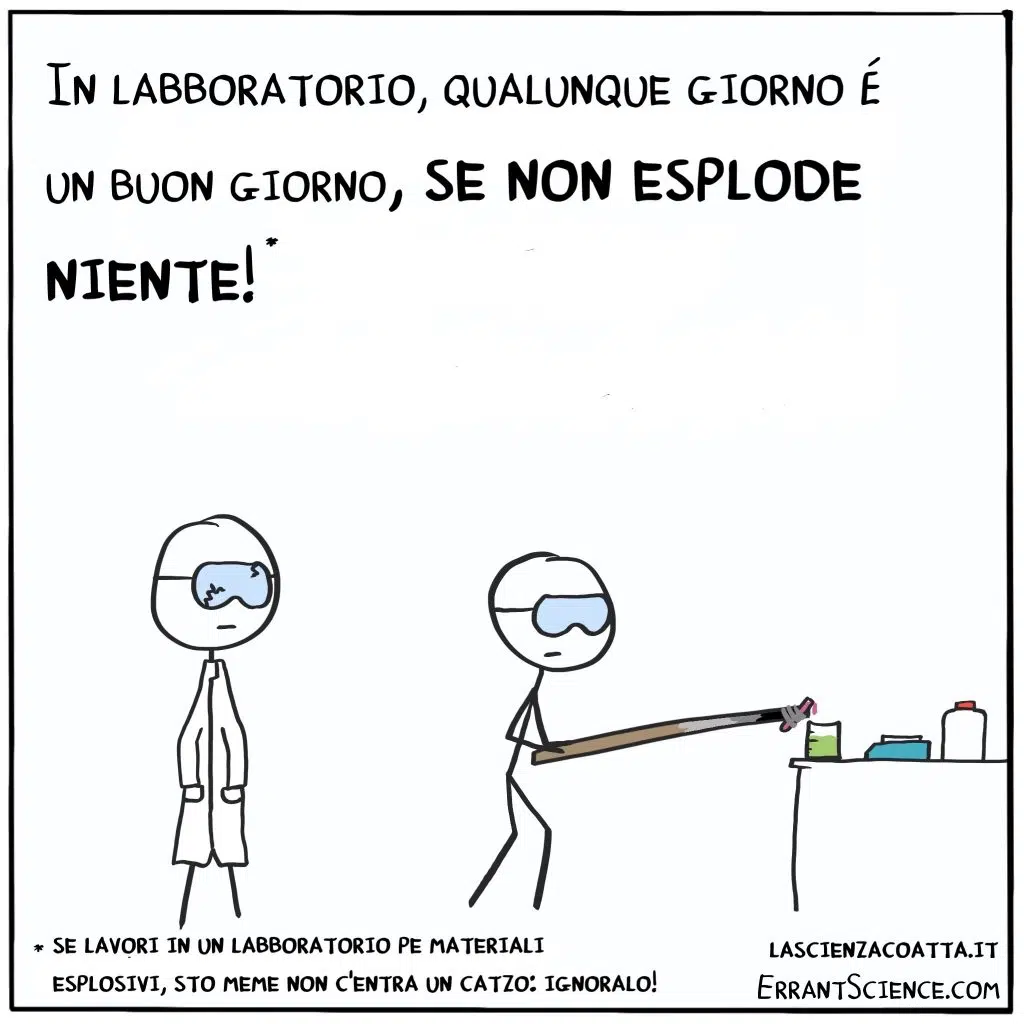 In labboratorio, qualunque giorno é
un buon giorno, se non esplode
niente!*
* se lavori in un labboratorio pe materiali
esplosivi, sto meme non c'entra un catzo: ignoralo!
lascienzacoatta.it
ErrantScience.com